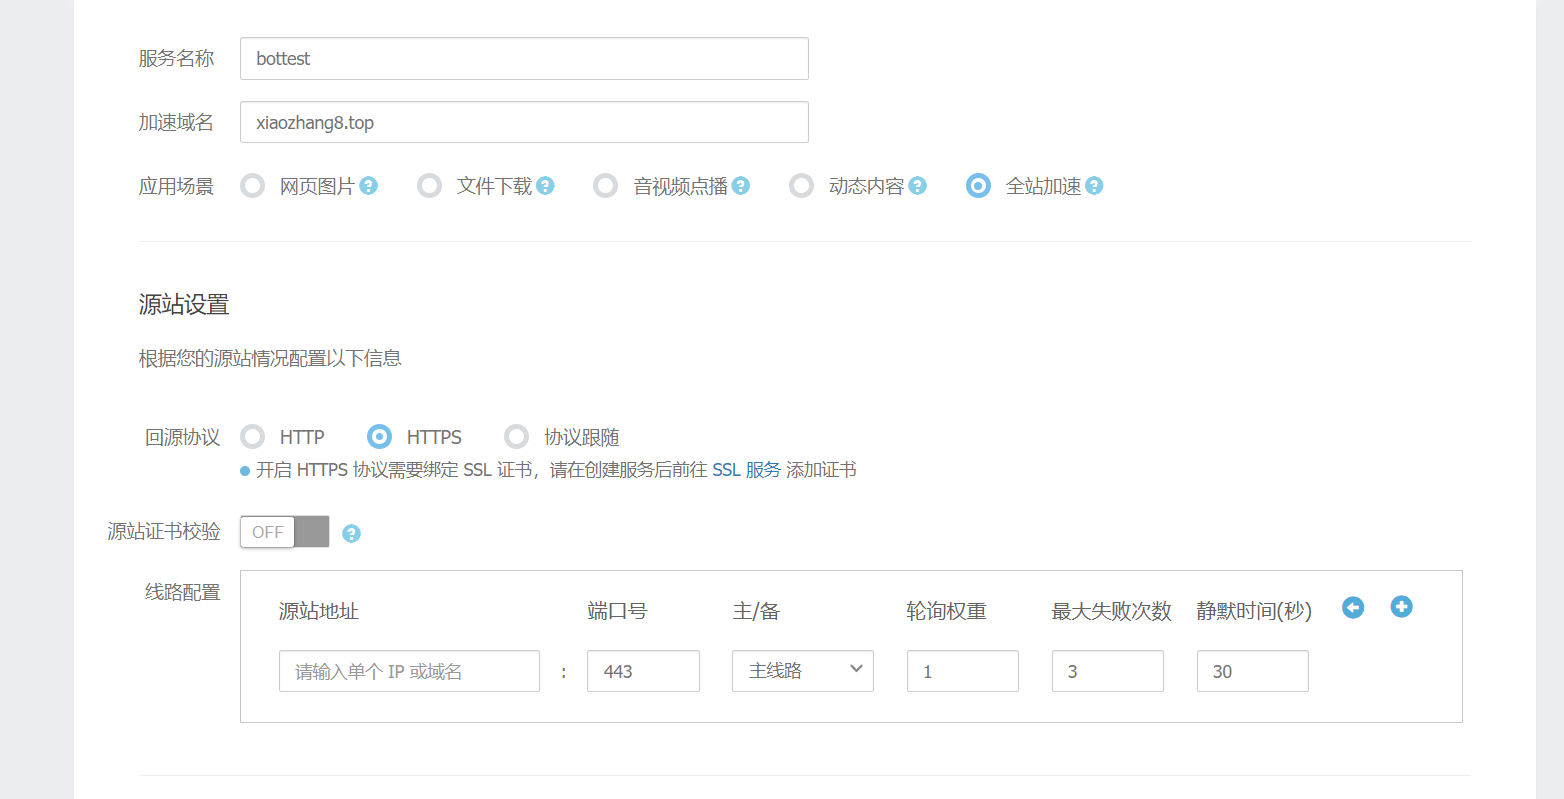 服务名称 bottest
加速域名 xiaozhang8.top
应用场景 网页图片 ? 文件下载 ? 音视频点播 ? 动态内容 ? 全站加速 ?
源站设置
根据您的源站情况配置以下信息
回源协议 HTTP HTTPS 协议跟随
开启 HTTPS 协议需要绑定 SSL 证书，请在创建服务后前往 SSL 服务 添加证书
源站证书校验 OFF ?
线路配置
源站地址 端口号 主/备 轮询权重 最大失败次数 静默时间(秒)
请输入单个 IP 或域名 : 443 主线路 1 3 30